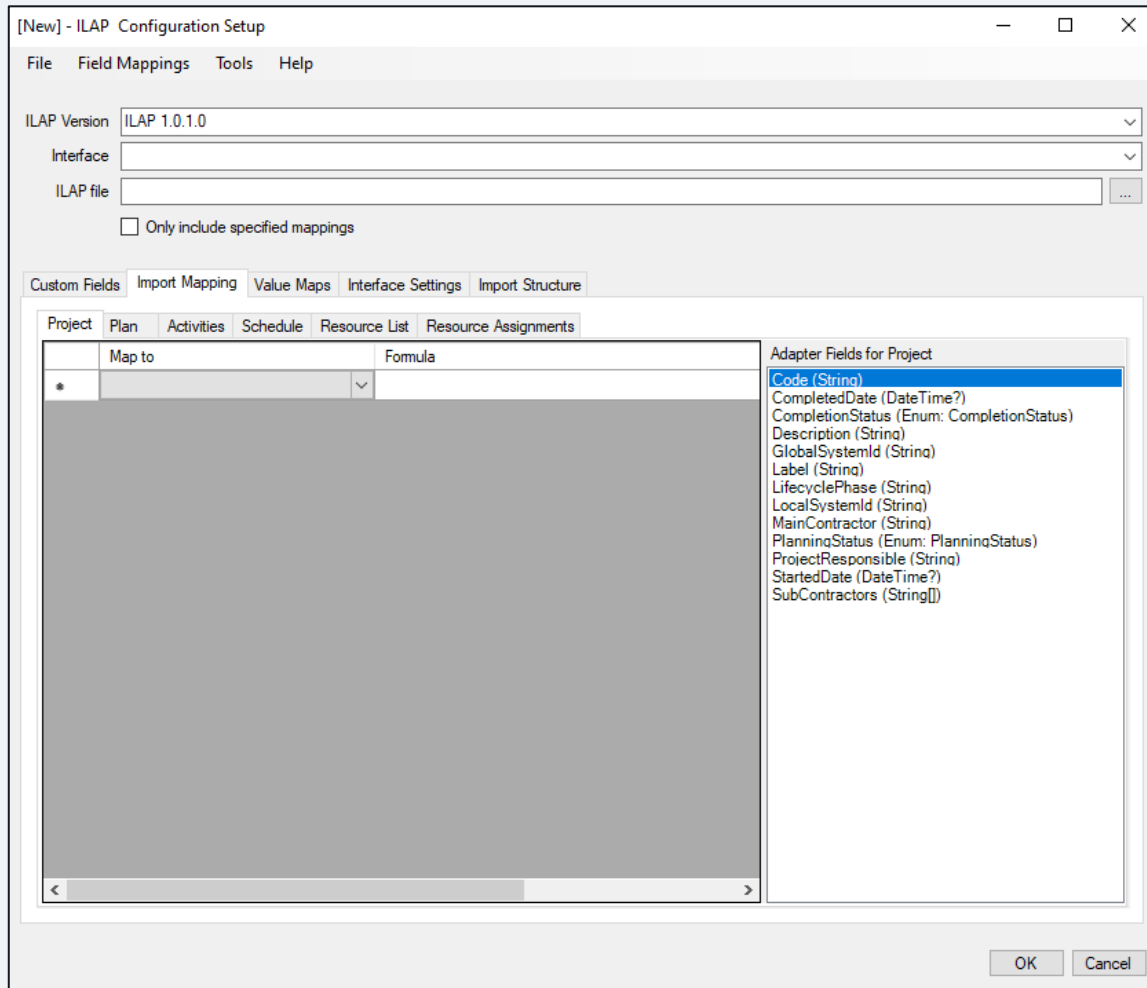 [New] - ILAP  Configuration Setup
File Field Mappings Tools Help
ILAP Version ILAP 1.0.1.0
Interface
ILAP file ...
Only include specified mappings
Custom Fields Import Mapping Value Maps Interface Settings Import Structure
Project Plan Activities Schedule Resource List Resource Assignments
Map to Formula
Adapter Fields for Project
Code (String)
CompletedDate (DateTime?)
CompletionStatus (Enum: CompletionStatus)
Description (String)
GlobalSystemId (String)
Label (String)
LifecyclePhase (String)
LocalSystemId (String)
MainContractor (String)
PlanningStatus (Enum: PlanningStatus)
ProjectResponsible (String)
StartedDate (DateTime?)
SubContractors (String[])
OK Cancel